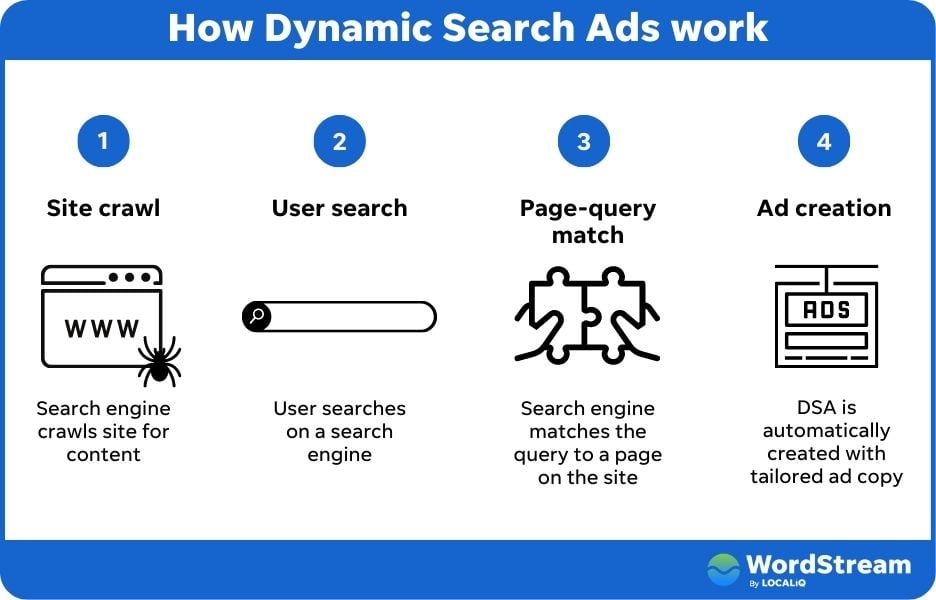 How Dynamic Search Ads work
1
Site crawl
WWW
Search engine
crawls site for
content
2
User search
User searches
on a search
engine
3
Page-query
match
Search engine
matches the
query to a page
on the site
4
Ad creation
ADS
DSA is
automatically
created with
tailored ad copy
WordStream
By LOCALiQ